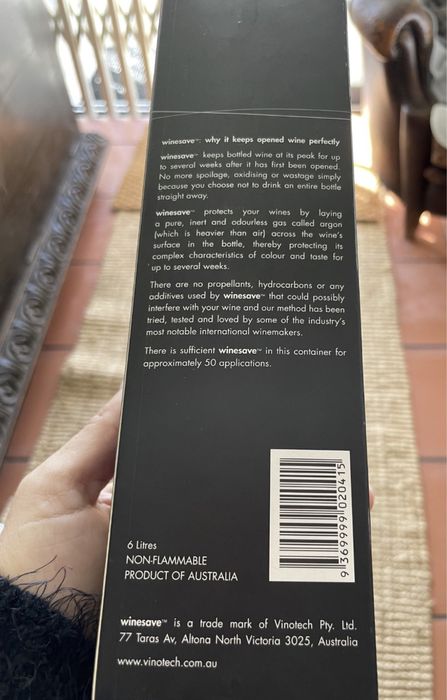 winesave™: why it keeps opened wine perfectly
winesave™ keeps bottled wine at its peak for up
to several weeks after it has first been opened.
No more spoilage, oxidising or wastage simply
because you choose not to drink an entire bottle
straight away.
winesave™ protects your wines by laying
a pure, inert and odourless gas called argon
(which is heavier than air) across the wine's
surface in the bottle, thereby protecting its
complex characteristics of colour and taste for
up to several weeks.
There are no propellants, hydrocarbons or any
additives used by winesave™ that could possibly
interfere with your wine and our method has been
tried, tested and loved by some of the industry's
most notable international winemakers.
There is sufficient winesave™ in this container for
approximately 50 applications.
9 369999 020415
6 Litres
NON-FLAMMABLE
PRODUCT OF AUSTRALIA
winesave™ is a trade mark of Vinotech Pty. Ltd.
77 Taras Av, Altona North Victoria 3025, Australia
www.vinotech.com.au